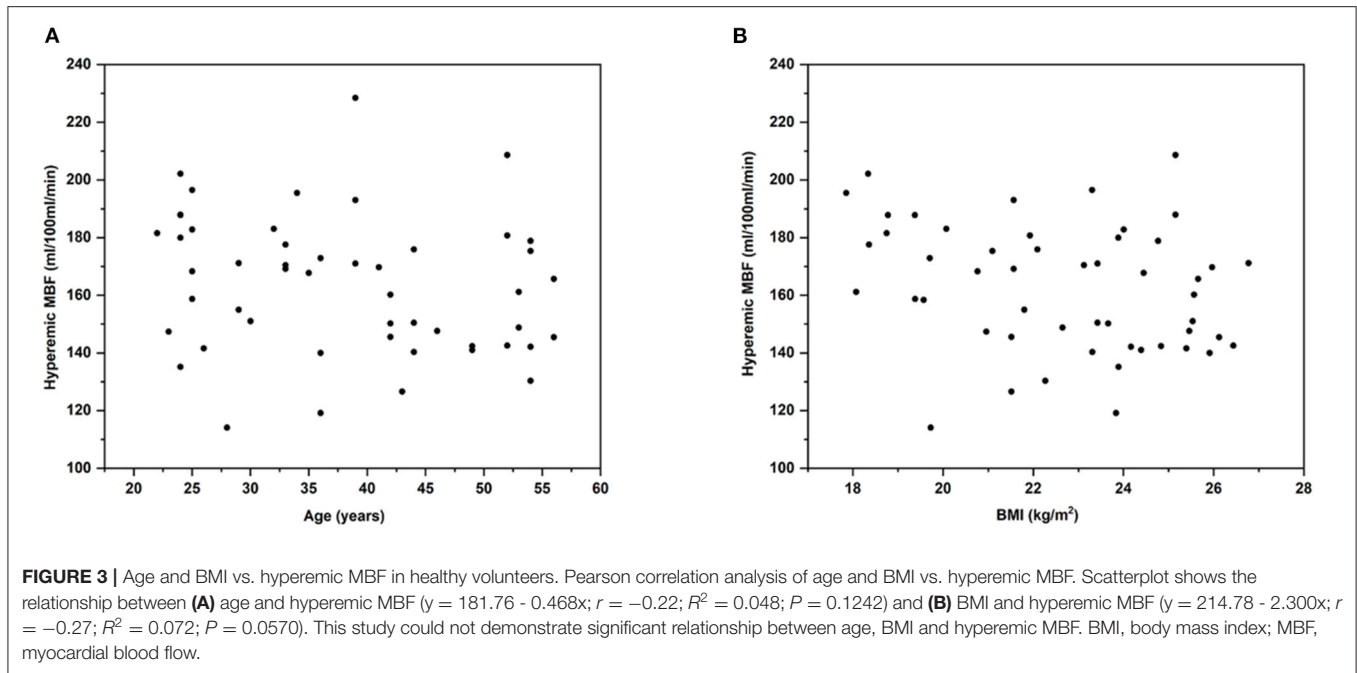 A
240
220
200
180
160
140
120
100
Hyperemic MBF (ml/100ml/min)
20 25 30 35 40 45 50 55 60
Age (years)
B
240
220
200
180
160
140
120
100
Hyperemic MBF (ml/100ml/min)
18 20 22 24 26 28
BMI (kg/m²)
FIGURE 3 | Age and BMI vs. hyperemic MBF in healthy volunteers. Pearson correlation analysis of age and BMI vs. hyperemic MBF. Scatterplot shows the
relationship between (A) age and hyperemic MBF (y = 181.76 - 0.468x; r = −0.22; R² = 0.048; P = 0.1242) and (B) BMI and hyperemic MBF (y = 214.78 - 2.300x; r
= −0.27; R² = 0.072; P = 0.0570). This study could not demonstrate significant relationship between age, BMI and hyperemic MBF. BMI, body mass index; MBF,
myocardial blood flow.